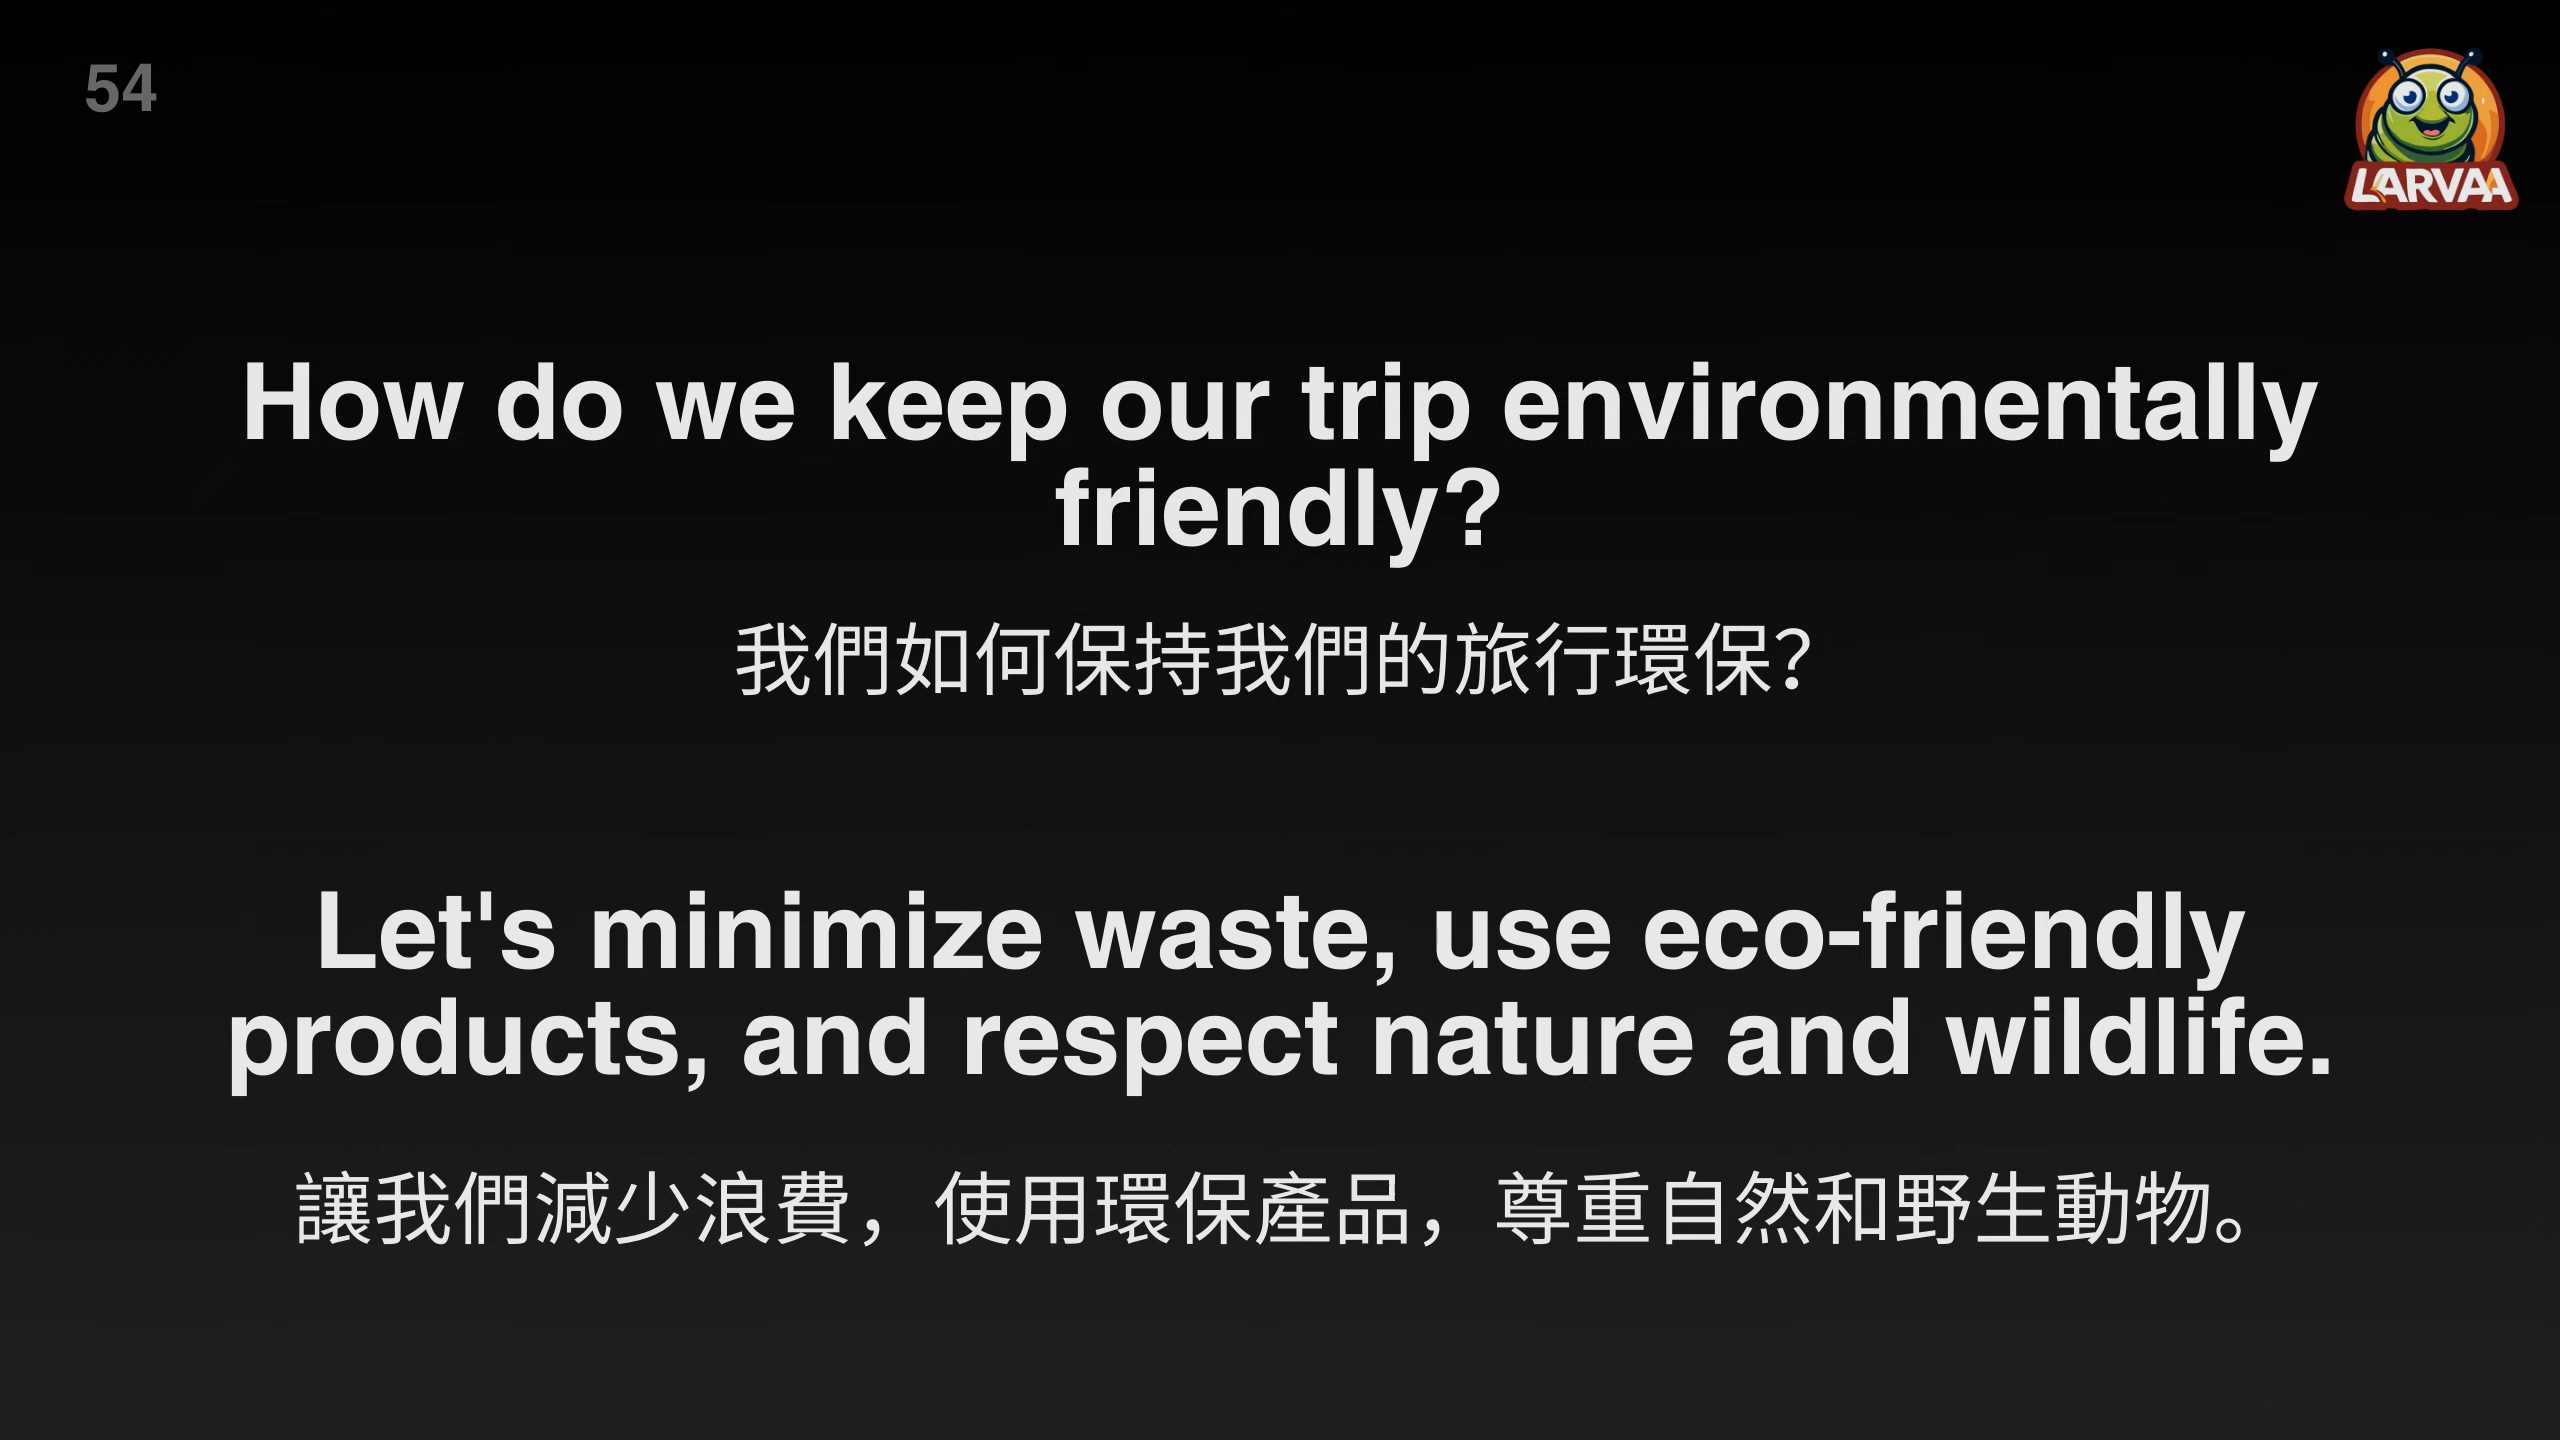 54
LARVAA
How do we keep our trip environmentally
friendly?
我們如何保持我們的旅行環保？
Let's minimize waste, use eco-friendly
products, and respect nature and wildlife.
讓我們減少浪費，使用環保產品，尊重自然和野生動物。